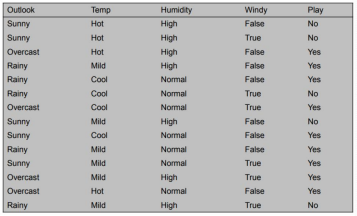 Outlook Temp Humidity Windy Play
Sunny Hot High False No
Sunny Hot High True No
Overcast Hot High False Yes
Rainy Mild High False Yes
Rainy Cool Normal False Yes
Rainy Cool Normal True No
Overcast Cool Normal True Yes
Sunny Mild High False No
Sunny Cool Normal False Yes
Rainy Mild Normal False Yes
Sunny Mild Normal True Yes
Overcast Mild High True Yes
Overcast Hot Normal False Yes
Rainy Mild High True No